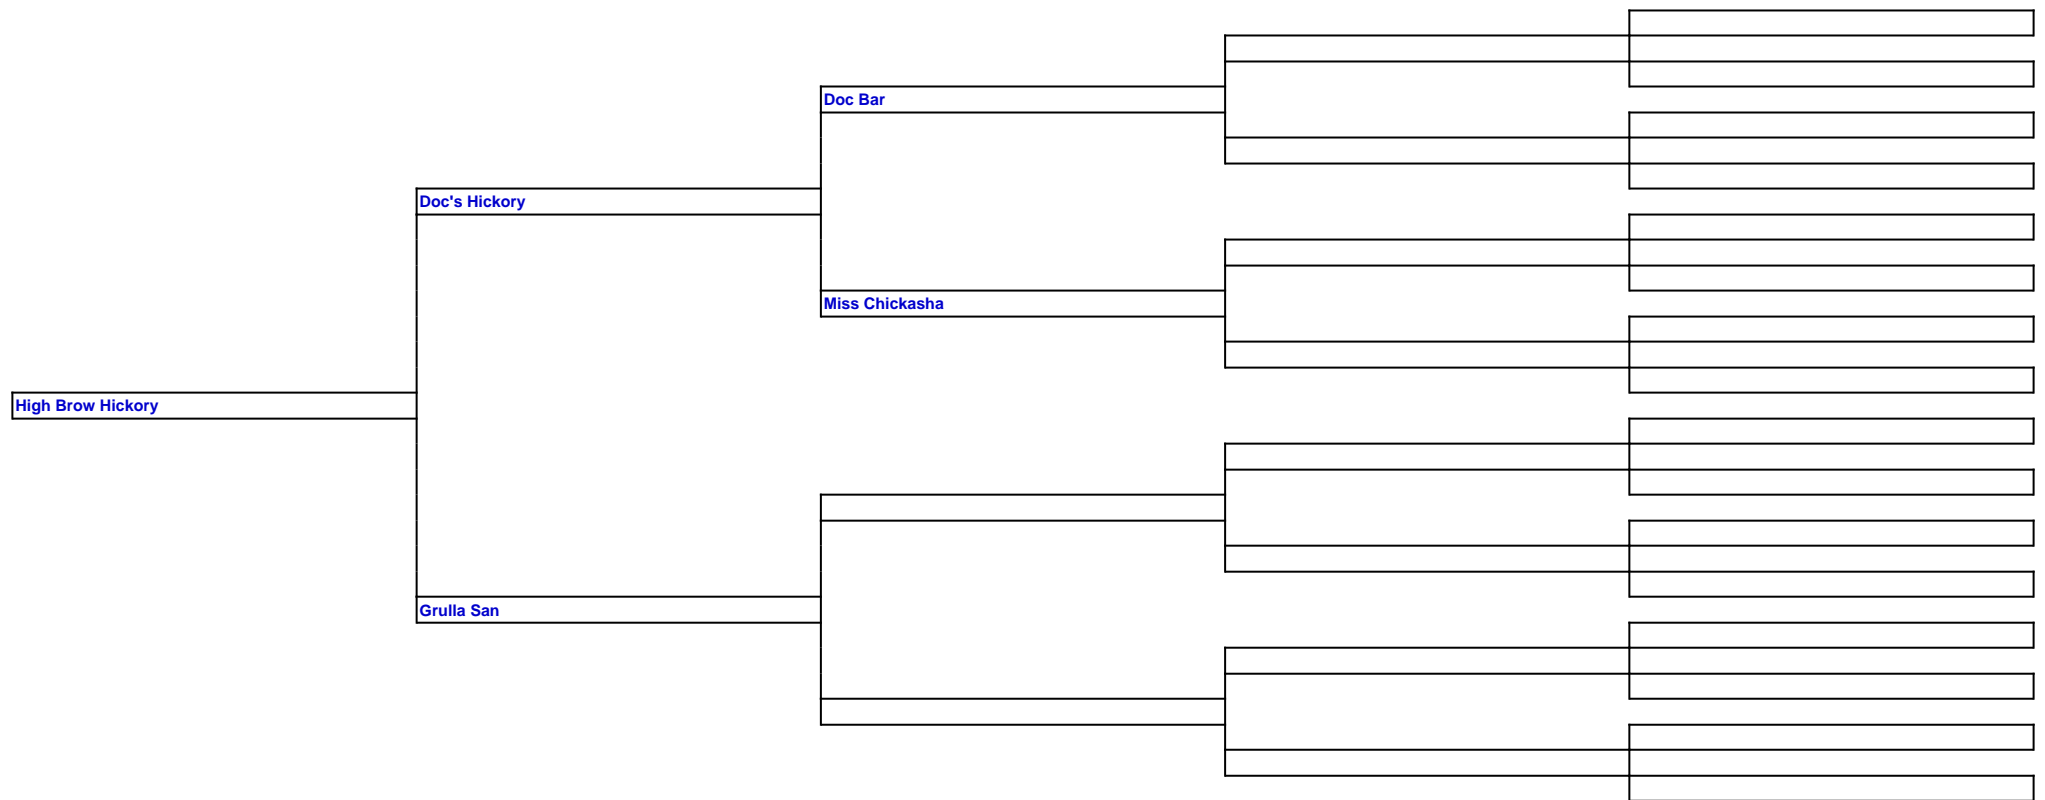 Doc Bar
Doc's Hickory
Miss Chickasha
High Brow Hickory
Grulla San